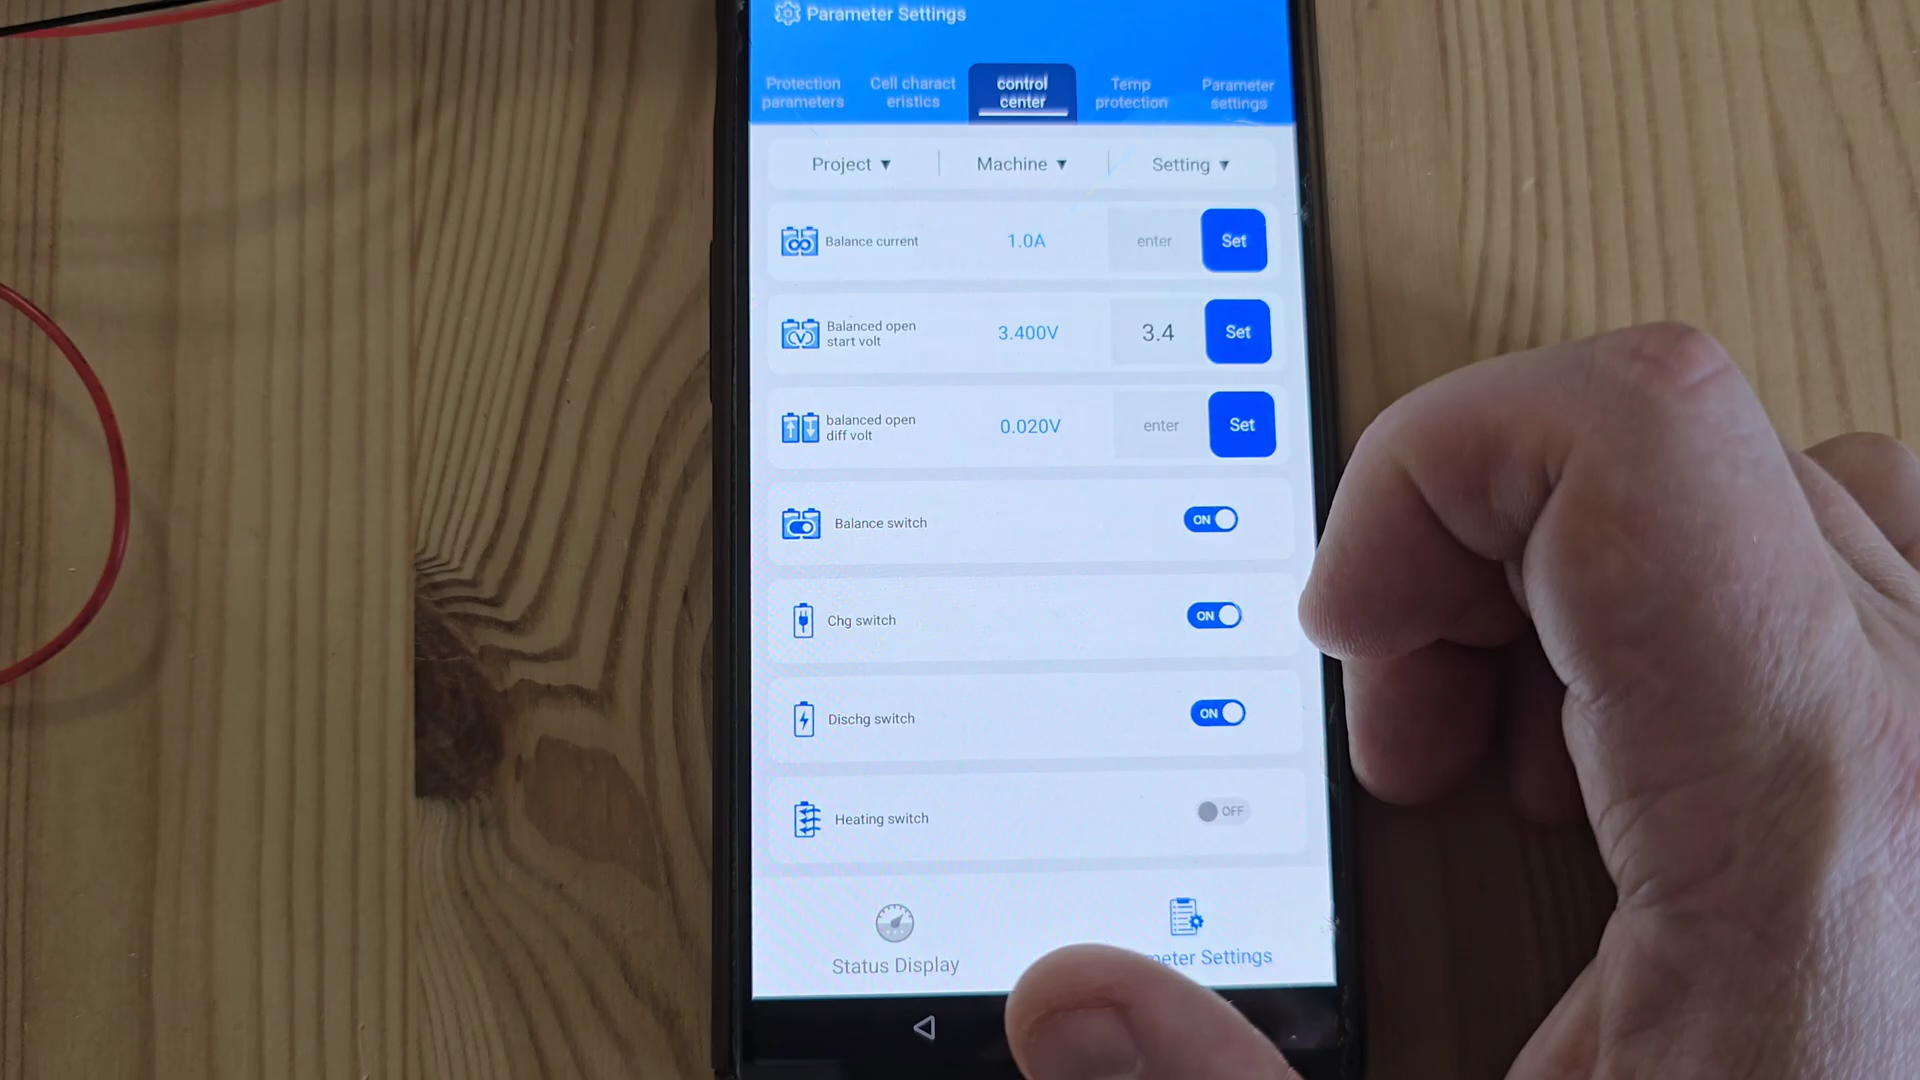 Parameter Settings
Protection
parameters
Cell charact
eristics
control
center
Temp
protection
Parameter
settings
Project ▼
Machine ▼
Setting ▼
Balance current
1.0A
enter
Set
Balanced open
start volt
3.400V
3.4
Set
balanced open
diff volt
0.020V
enter
Set
Balance switch
ON
Chg switch
ON
Dischg switch
ON
Heating switch
OFF
Status Display
meter Settings